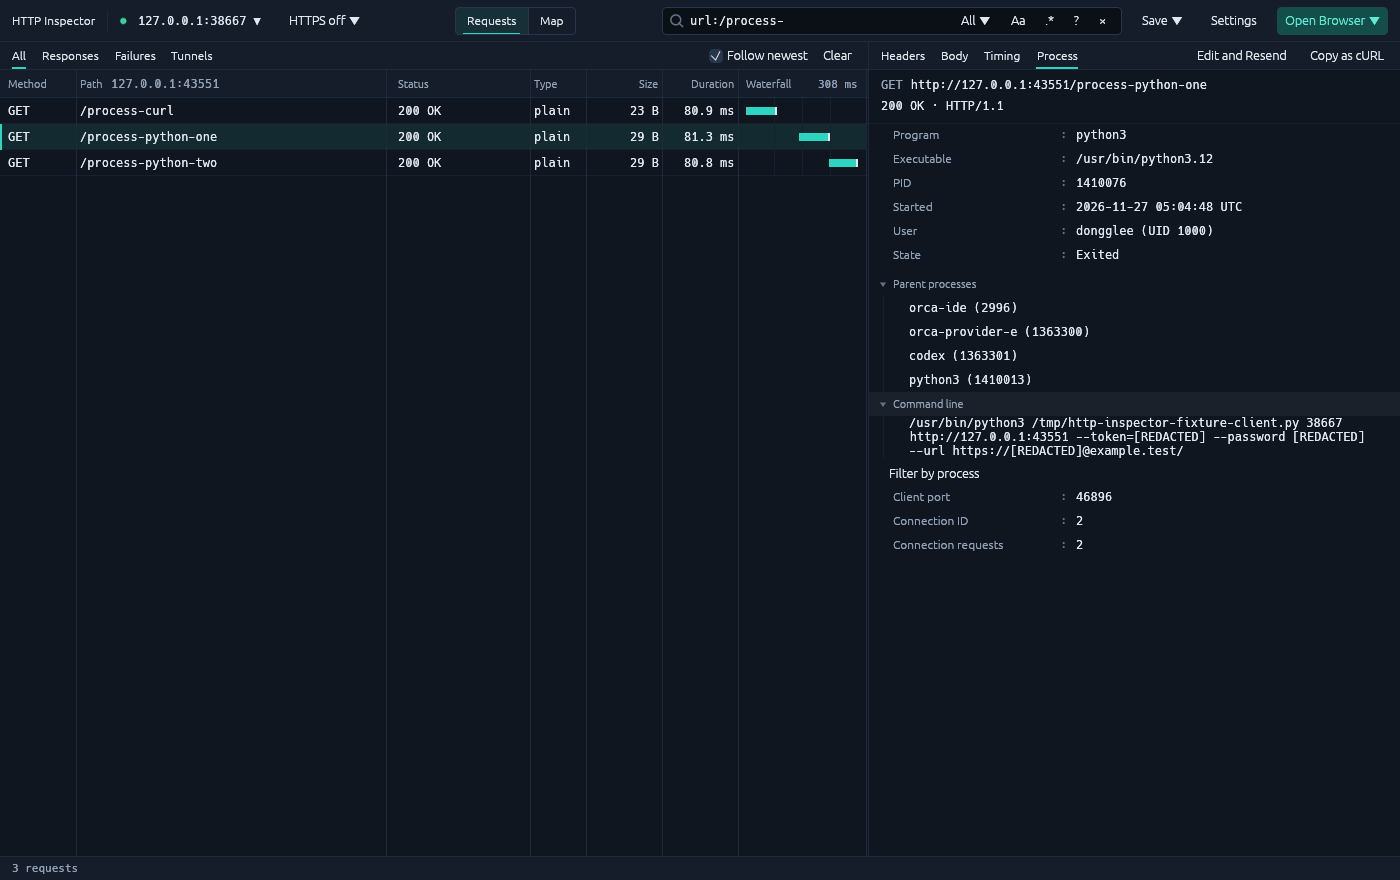 HTTP Inspector 127.0.0.1:38667 ▼ HTTPS off ▼ Requests Map url:/process- All ▼ Aa .* ? × Save ▼ Settings Open Browser ▼
All Responses Failures Tunnels Follow newest Clear
Method Path 127.0.0.1:43551 Status Type Size Duration Waterfall 308 ms
GET /process-curl 200 OK plain 23 B 80.9 ms
GET /process-python-one 200 OK plain 29 B 81.3 ms
GET /process-python-two 200 OK plain 29 B 80.8 ms
3 requests
Headers Body Timing Process Edit and Resend Copy as cURL
GET http://127.0.0.1:43551/process-python-one
200 OK · HTTP/1.1
Program : python3
Executable : /usr/bin/python3.12
PID : 1410076
Started : 2026-11-27 05:04:48 UTC
User : dongglee (UID 1000)
State : Exited
Parent processes
orca-ide (2996)
orca-provider-e (1363300)
codex (1363301)
python3 (1410013)
Command line
/usr/bin/python3 /tmp/http-inspector-fixture-client.py 38667
http://127.0.0.1:43551 --token=[REDACTED] --password [REDACTED]
--url https://[REDACTED]@example.test/
Filter by process
Client port : 46896
Connection ID : 2
Connection requests : 2